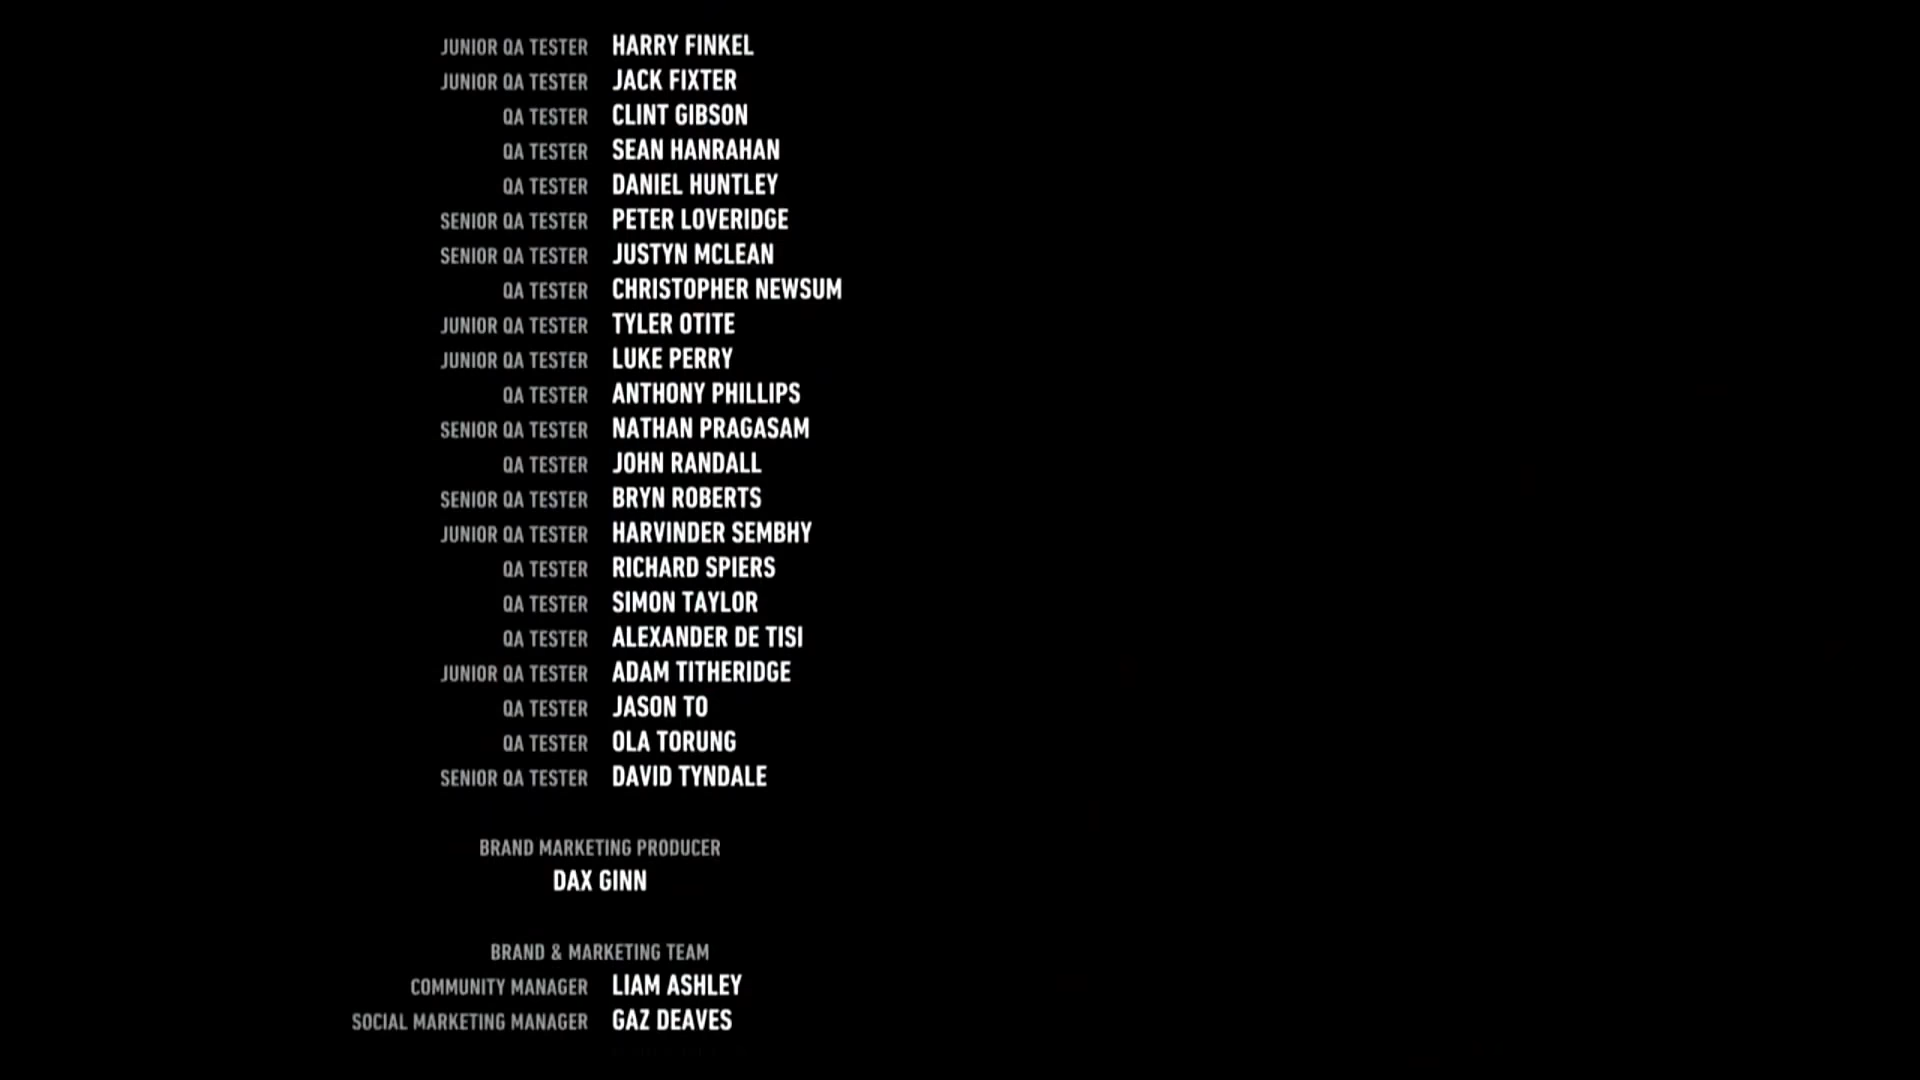 JUNIOR QA TESTER HARRY FINKEL
JUNIOR QA TESTER JACK FIXTER
QA TESTER CLINT GIBSON
QA TESTER SEAN HANRAHAN
QA TESTER DANIEL HUNTLEY
SENIOR QA TESTER PETER LOVERIDGE
SENIOR QA TESTER JUSTYN MCLEAN
QA TESTER CHRISTOPHER NEWSUM
JUNIOR QA TESTER TYLER OTITE
JUNIOR QA TESTER LUKE PERRY
QA TESTER ANTHONY PHILLIPS
SENIOR QA TESTER NATHAN PRAGASAM
QA TESTER JOHN RANDALL
SENIOR QA TESTER BRYN ROBERTS
JUNIOR QA TESTER HARVINDER SEMBHY
QA TESTER RICHARD SPIERS
QA TESTER SIMON TAYLOR
QA TESTER ALEXANDER DE TISI
JUNIOR QA TESTER ADAM TITHERIDGE
QA TESTER JASON TO
QA TESTER OLA TORUNG
SENIOR QA TESTER DAVID TYNDALE
BRAND MARKETING PRODUCER
DAX GINN
BRAND & MARKETING TEAM
COMMUNITY MANAGER LIAM ASHLEY
SOCIAL MARKETING MANAGER GAZ DEAVES